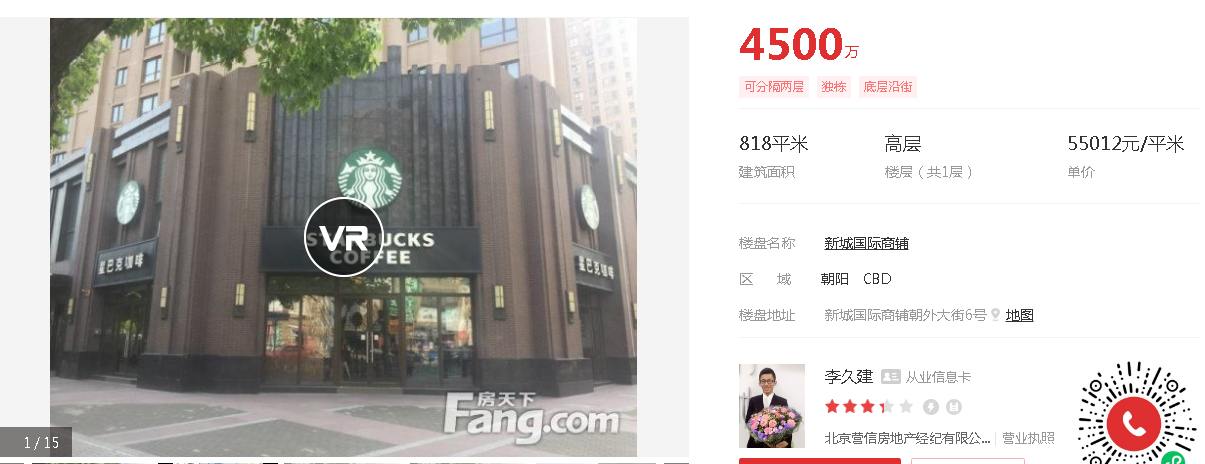 4500万
可分隔两层 独栋 底层沿街
818平米 高层 55012元/平米
建筑面积 楼层（共1层） 单价
楼盘名称 新城国际商铺
区 域 朝阳 CBD
楼盘地址 新城国际商铺朝外大街6号 地图
李久建 从业信息卡
北京营信房地产经纪有限公... 营业执照
VR
BUCKS
COFFEE
星巴克咖啡
星巴克咖啡
房天下
Fang.com
1 / 15